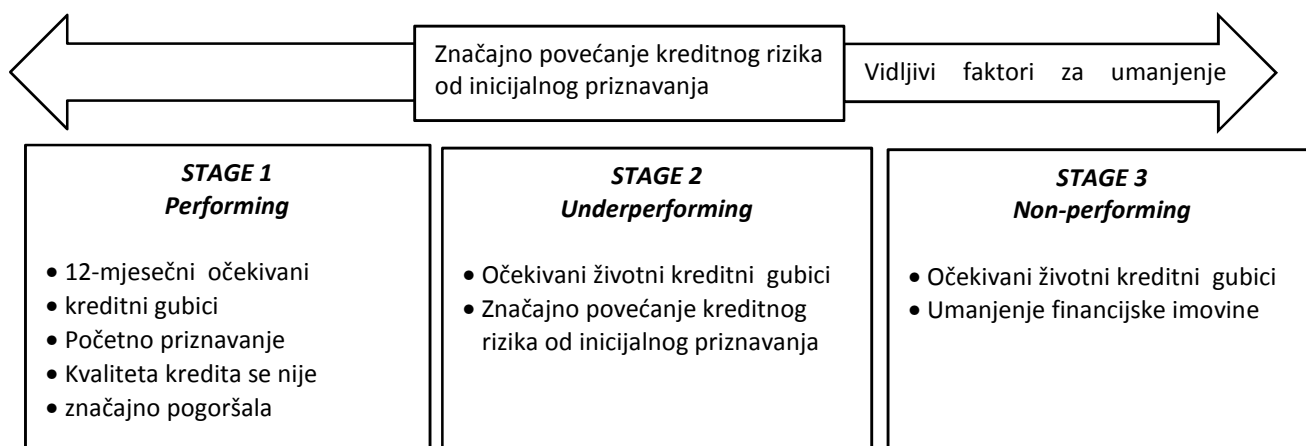 Značajno povećanje kreditnog rizika
od inicijalnog priznavanja
Vidljivi faktori za umanjenje
STAGE 1
Performing
• 12-mjesečni očekivani
• kreditni gubici
• Početno priznavanje
• Kvaliteta kredita se nije
• značajno pogoršala
STAGE 2
Underperforming
• Očekivani životni kreditni gubici
• Značajno povećanje kreditnog
rizika od inicijalnog priznavanja
STAGE 3
Non-performing
• Očekivani životni kreditni gubici
• Umanjenje financijske imovine